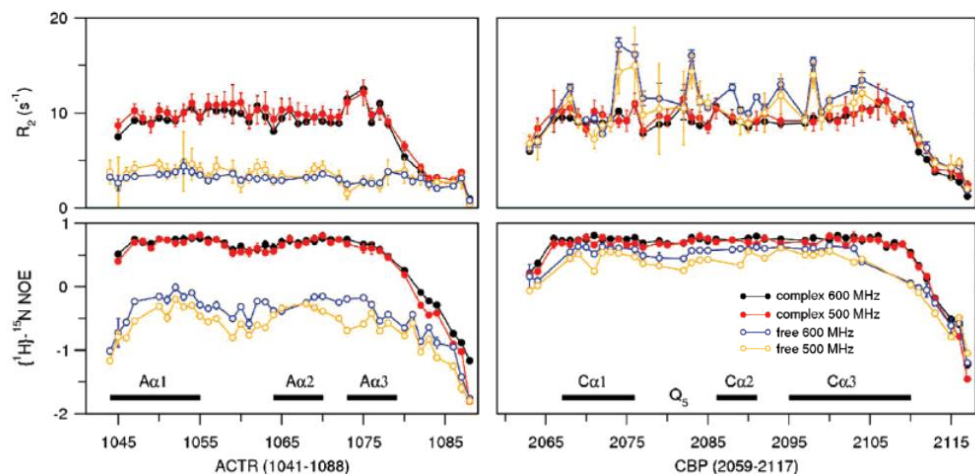 20
10
0
R₂ (s⁻¹)
1
0
-1
-2
{¹H}-¹⁵N NOE
complex 600 MHz
complex 500 MHz
free 600 MHz
free 500 MHz
Aα1 Aα2 Aα3
Cα1 Q₅ Cα2 Cα3
1045 1055 1065 1075 1085
2065 2075 2085 2095 2105 2115
ACTR (1041-1088)
CBP (2059-2117)